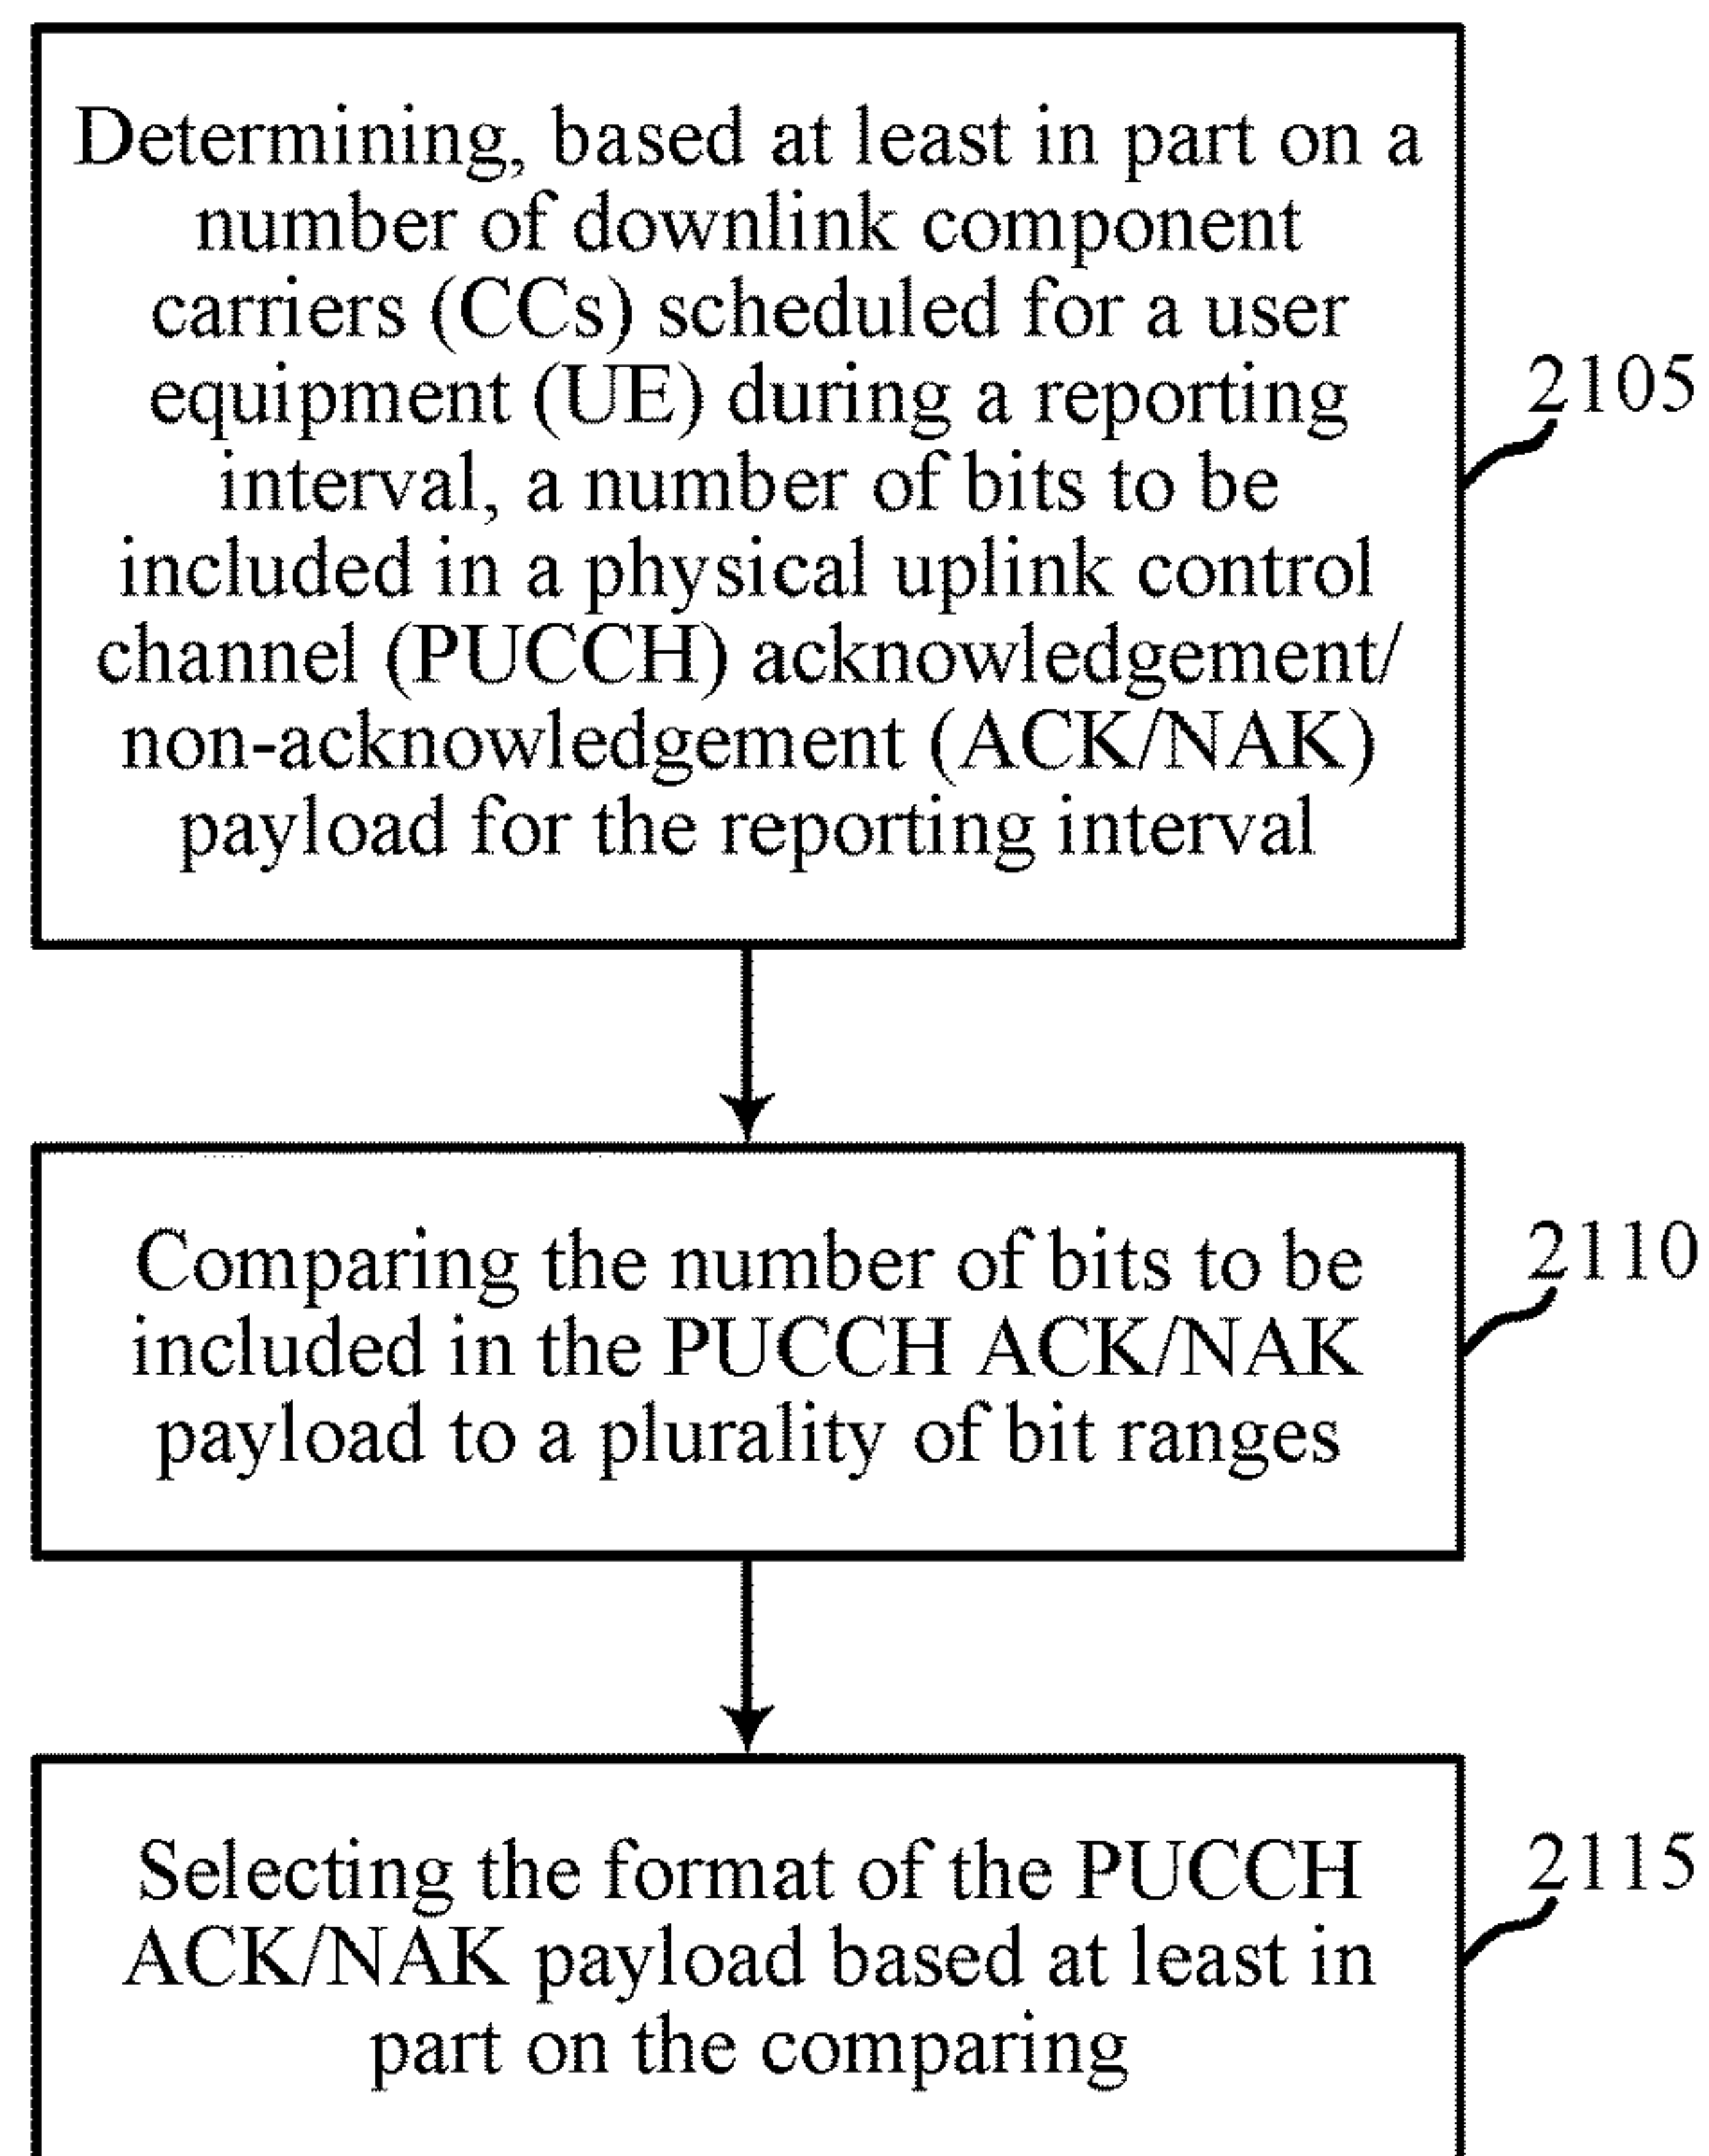 Determining, based at least in part on a
number of downlink component
carriers (CCs) scheduled for a user
equipment (UE) during a reporting
interval, a number of bits to be
included in a physical uplink control
channel (PUCCH) acknowledgement/
non-acknowledgement (ACK/NAK)
payload for the reporting interval
2105
Comparing the number of bits to be
included in the PUCCH ACK/NAK
payload to a plurality of bit ranges
2110
Selecting the format of the PUCCH
ACK/NAK payload based at least in
part on the comparing
2115